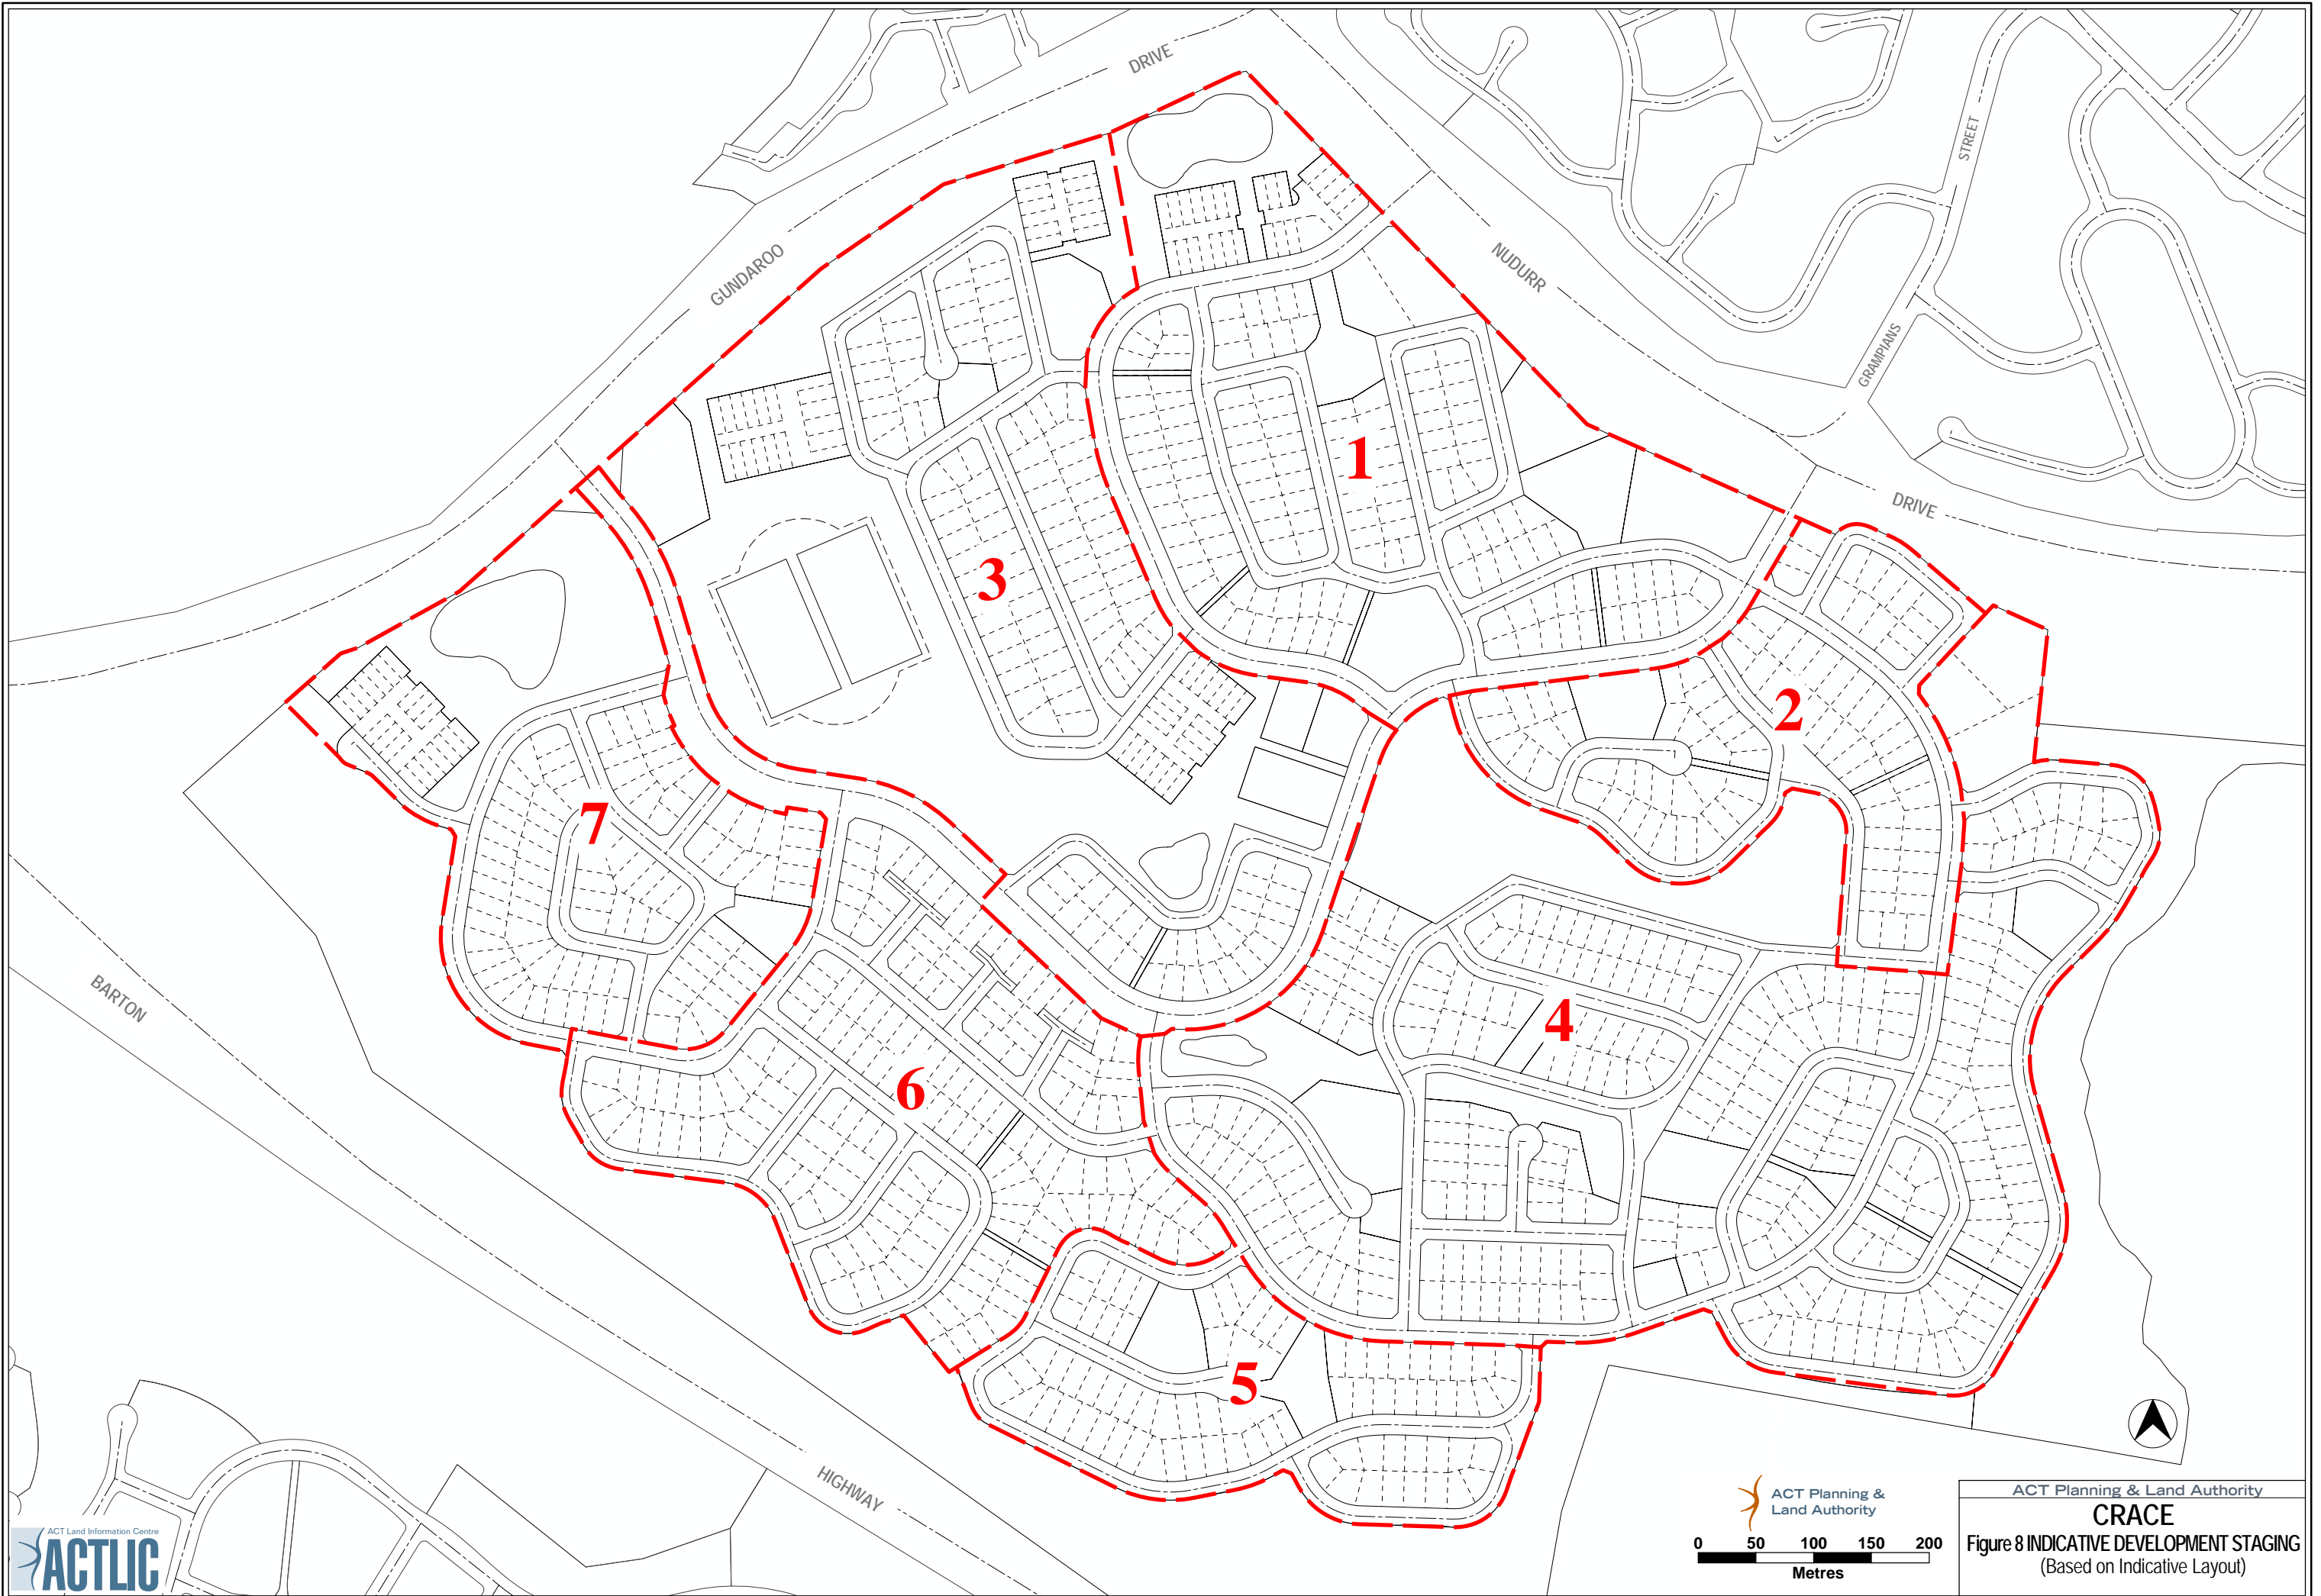 DRIVE
STREET
GUNDAROO
NUDURR
GRAMPIANS
1
DRIVE
3
2
7
BARTON
4
6
5
HIGHWAY
ACT Planning &
Land Authority
0 50 100 150 200
Metres
ACT Planning & Land Authority
CRACE
Figure 8 INDICATIVE DEVELOPMENT STAGING
(Based on Indicative Layout)
ACT Land Information Centre
ACTLIC